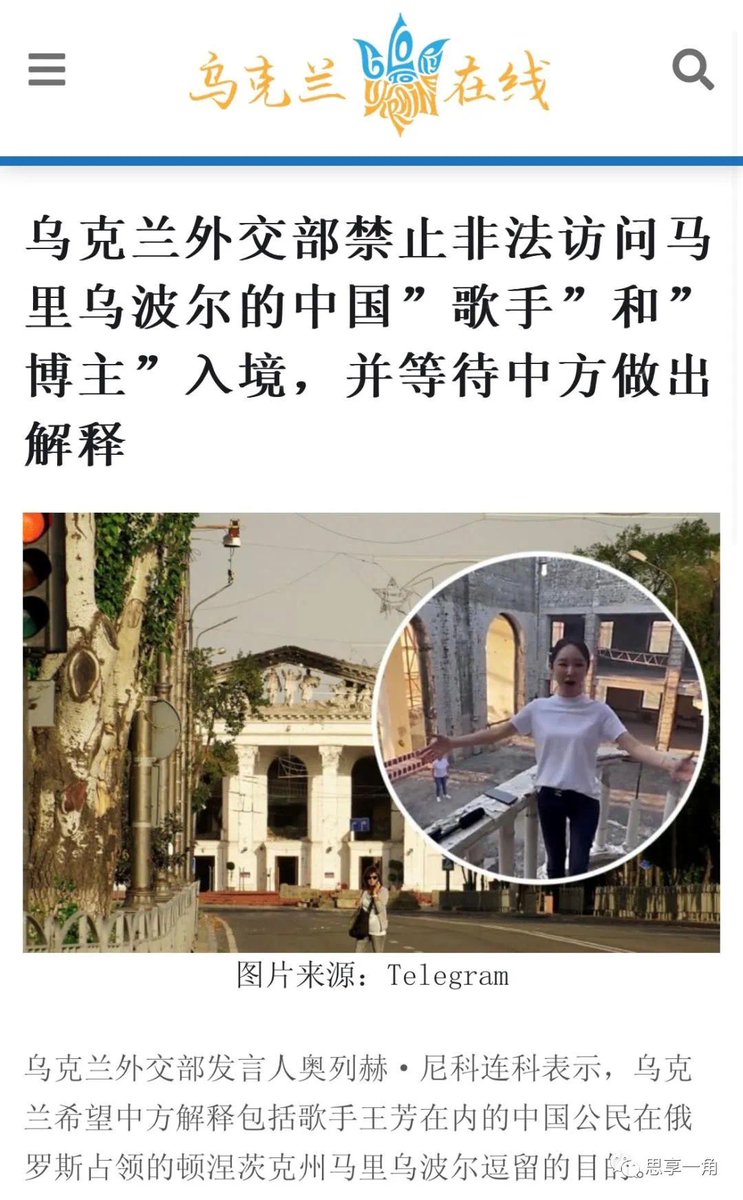 乌克兰
在线
乌克兰外交部禁止非法访问马
里乌波尔的中国”歌手”和”
博主”入境，并等待中方做出
解释
图片来源：Telegram
乌克兰外交部发言人奥列赫·尼科连科表示，乌克
兰希望中方解释包括歌手王芳在内的中国公民在俄
罗斯占领的顿涅茨克州马里乌波尔逗留的目的。
思享一角